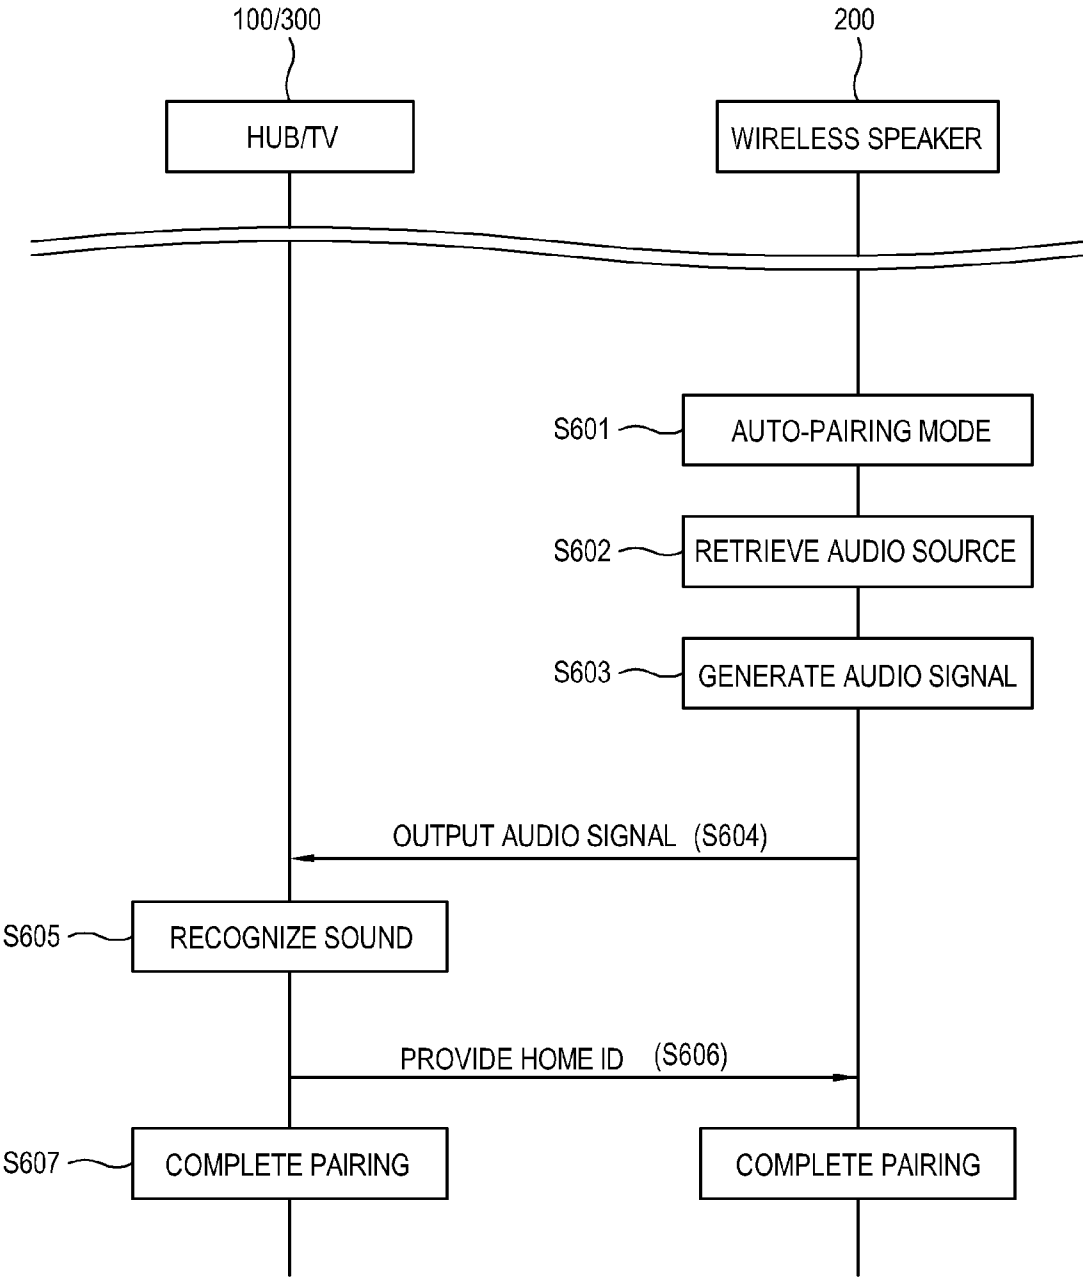 100/300
200
HUB/TV
WIRELESS SPEAKER
S601
AUTO-PAIRING MODE
S602
RETRIEVE AUDIO SOURCE
S603
GENERATE AUDIO SIGNAL
OUTPUT AUDIO SIGNAL (S604)
S605
RECOGNIZE SOUND
PROVIDE HOME ID (S606)
S607
COMPLETE PAIRING
COMPLETE PAIRING